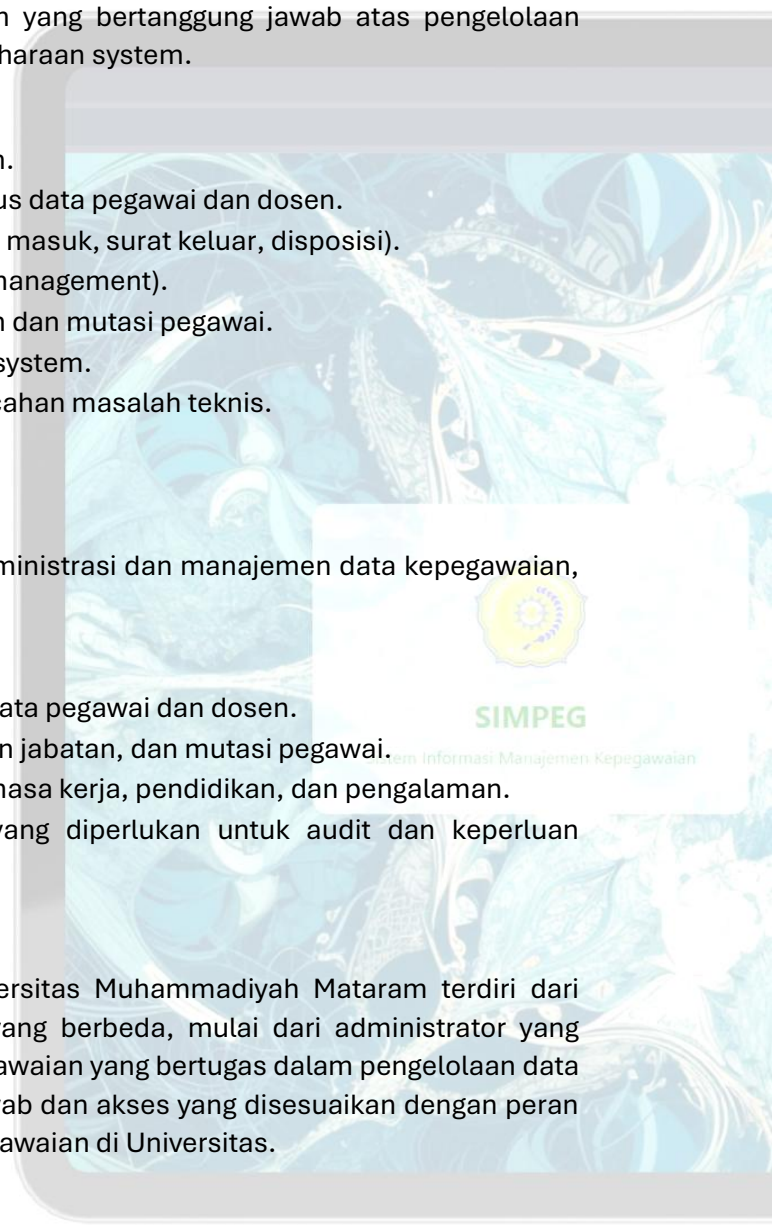 yang bertanggung jawab atas pengelolaan
haraan system.
us data pegawai dan dosen.
masuk, surat keluar, disposisi).
management).
dan mutasi pegawai.
system.
cahan masalah teknis.
ministrasi dan manajemen data kepegawaian,
ata pegawai dan dosen.
SIMPEG
n jabatan, dan mutasi pegawai.
Sistem Informasi Manajemen Kepegawaian
masa kerja, pendidikan, dan pengalaman.
yang diperlukan untuk audit dan keperluan
ersitas Muhammadiyah Mataram terdiri dari
yang berbeda, mulai dari administrator yang
awaian yang bertugas dalam pengelolaan data
ab dan akses yang disesuaikan dengan peran
awaian di Universitas.